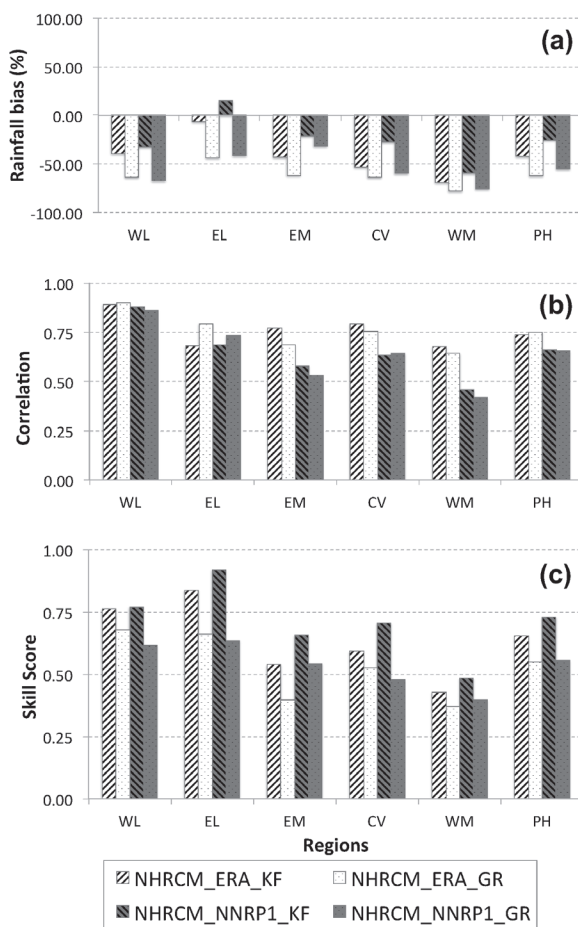 (a)
Rainfall bias (%)
100.00
50.00
0.00
-50.00
-100.00
WL EL EM CV WM PH
(b)
Correlation
1.00
0.75
0.50
0.25
0.00
WL EL EM CV WM PH
(c)
Skill Score
1.00
0.75
0.50
0.25
0.00
WL EL EM CV WM PH
Regions
NHRCM_ERA_KF NHRCM_ERA_GR
NHRCM_NNRP1_KF NHRCM_NNRP1_GR